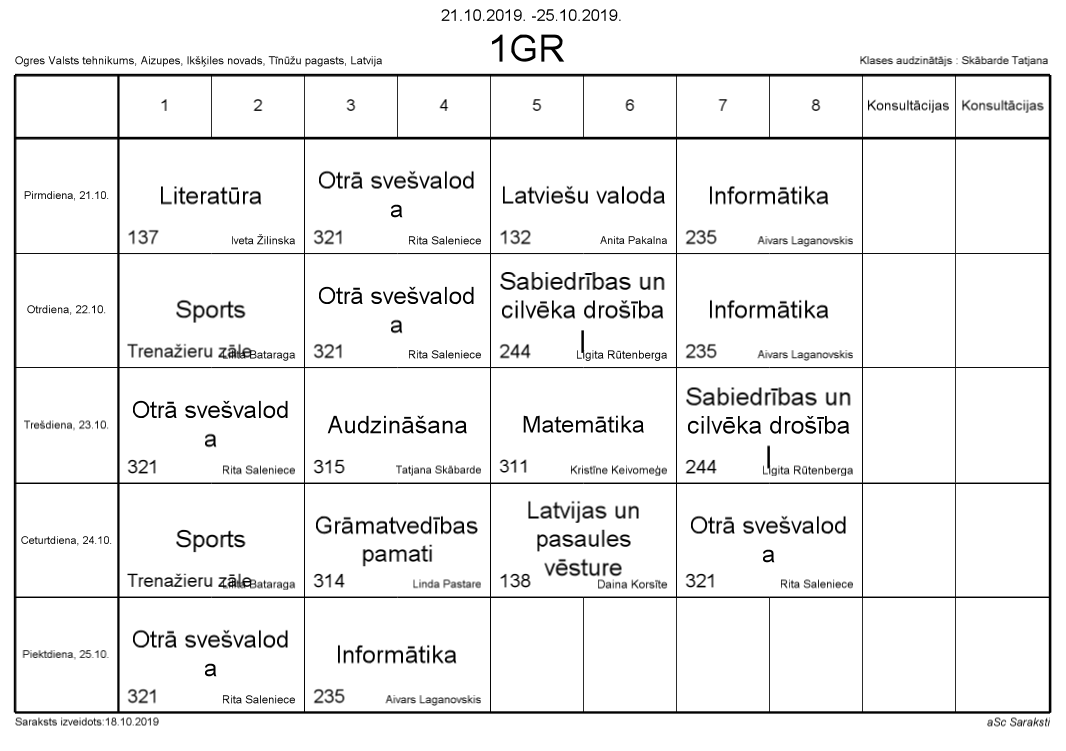 21.10.2019. -25.10.2019.
1GR
Ogres Valsts tehnikums, Aizupes, Ikšķiles novads, Tīnūžu pagasts, Latvija
Klases audzinātājs : Skābarde Tatjana
1 2 3 4 5 6 7 8 Konsultācijas Konsultācijas
Pirmdiena, 21.10.
Literatūra
137 Iveta Žilinska
Otrā svešvalod
a
321 Rita Saleniece
Latviešu valoda
132 Anita Pakalna
Informātika
235 Aivars Laganovskis
Otrdiena, 22.10.
Sports
Trenažieru zāle Bataraga
Otrā svešvalod
a
321 Rita Saleniece
Sabiedrības un
cilvēka drošība
I
244 Ligita Rūtenberga
Informātika
235 Aivars Laganovskis
Trešdiena, 23.10.
Otrā svešvalod
a
321 Rita Saleniece
Audzināšana
315 Tatjana Skābarde
Matemātika
311 Kristīne Keivomeģe
Sabiedrības un
cilvēka drošība
I
244 Ligita Rūtenberga
Ceturtdiena, 24.10.
Sports
Trenažieru zāle Bataraga
Grāmatvedības
pamati
314 Linda Pastare
Latvijas un
pasaules
vēsture
138 Daina Korsīte
Otrā svešvalod
a
321 Rita Saleniece
Piektdiena, 25.10.
Otrā svešvalod
a
321 Rita Saleniece
Informātika
235 Aivars Laganovskis
Saraksts izveidots:18.10.2019
aSc Saraksti